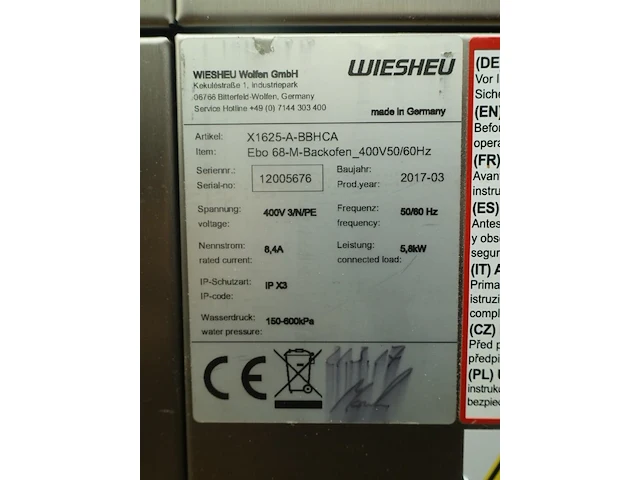 WIESHEU Wolfen GmbH
Kekuléstraße 1, Industriepark
06766 Bitterfeld-Wolfen, Germany
Service Hotline +49 (0) 7144 303 400
WIESHEU
made in Germany
Artikel: X1625-A-BBHCA
Item: Ebo 68-M-Backofen_400V50/60Hz
Seriennr.: 12005676 Baujahr: 2017-03
Serial-no: Prod.year:
Spannung: 400V 3/N/PE Frequenz: 50/60 Hz
voltage: frequency:
Nennstrom: 8,4A Leistung: 5,8kW
rated current: connected load:
IP-Schutzart: IP X3
IP-code:
Wasserdruck: 150-600kPa
water pressure:
CE
(DE
Vor I
Siche
(EN)
Befor
opera
(FR)
Avant
instru
(ES)
Antes
y obs
segur
(IT) A
Prima
istruzi
compl
(CZ)
Před p
předpi
(PL) U
instrukc
bezpiec